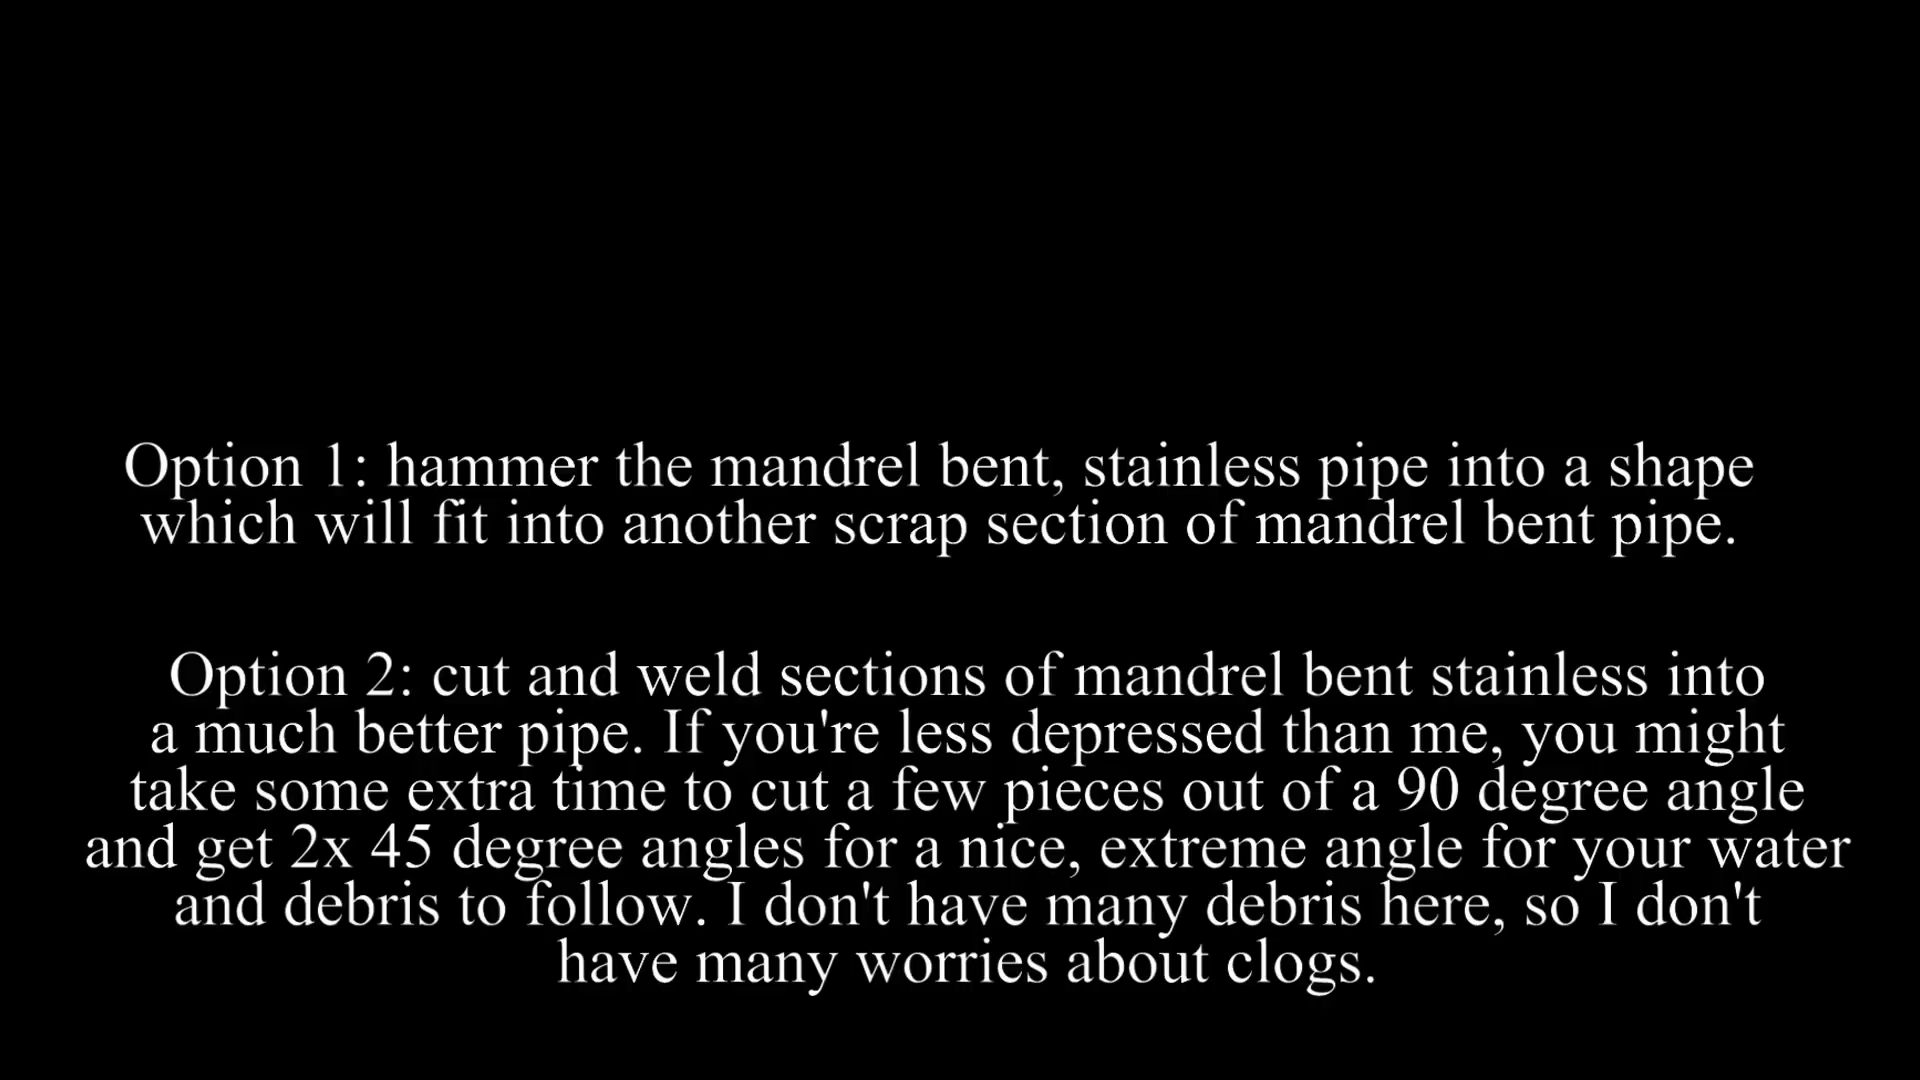 Option 1: hammer the mandrel bent, stainless pipe into a shape
which will fit into another scrap section of mandrel bent pipe.
Option 2: cut and weld sections of mandrel bent stainless into
a much better pipe. If you're less depressed than me, you might
take some extra time to cut a few pieces out of a 90 degree angle
and get 2x 45 degree angles for a nice, extreme angle for your water
and debris to follow. I don't have many debris here, so I don't
have many worries about clogs.